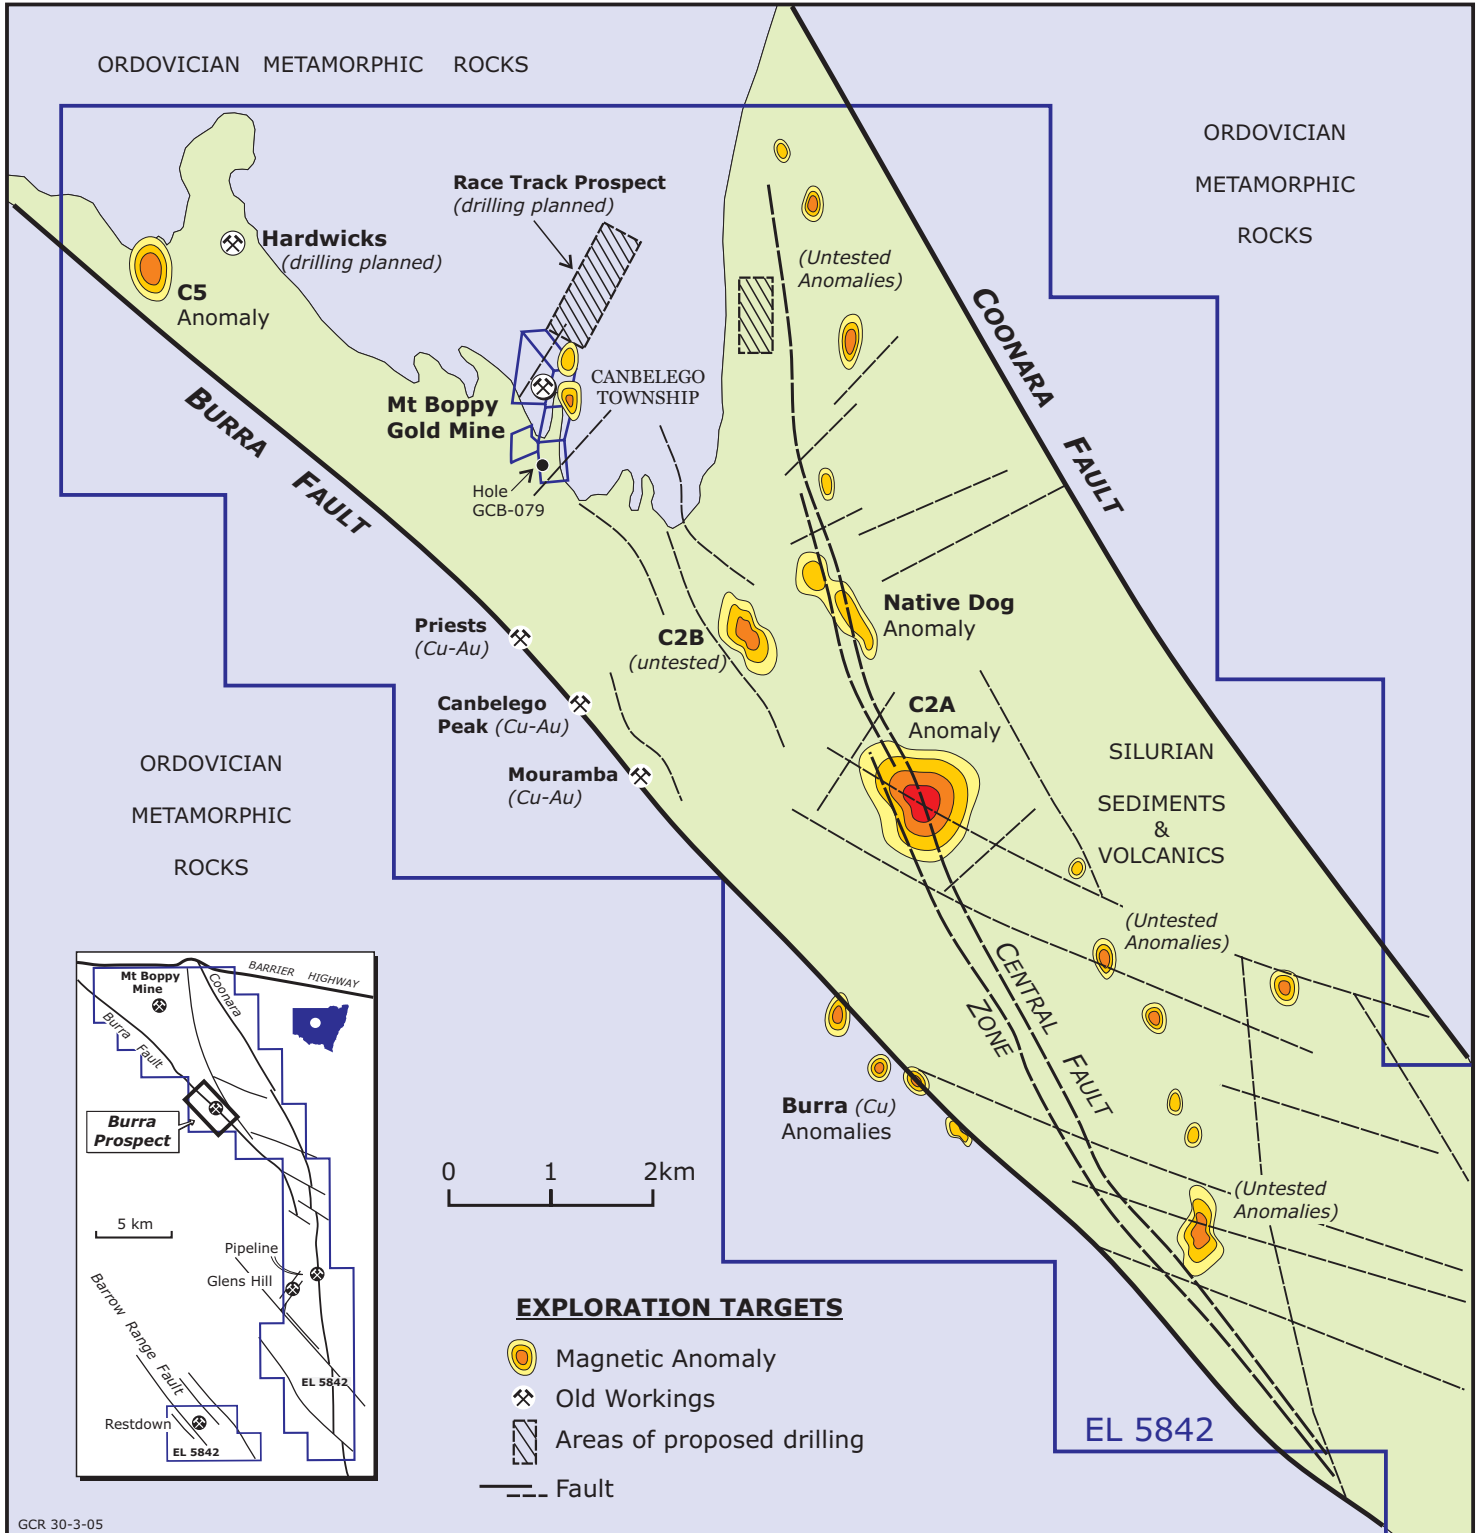 ORDOVICIAN METAMORPHIC ROCKS
ORDOVICIAN
METAMORPHIC
ROCKS
Race Track Prospect
(drilling planned)
Hardwicks
(drilling planned)
(Untested
Anomalies)
C5
Anomaly
COONARA FAULT
CANBELEGO
TOWNSHIP
Mt Boppy
Gold Mine
BURRA FAULT
Hole
GCB-079
Native Dog
Anomaly
Priests
(Cu-Au)
C2B
(untested)
Canbelego
Peak (Cu-Au)
C2A
Anomaly
Mouramba
(Cu-Au)
ORDOVICIAN
METAMORPHIC
ROCKS
SILURIAN
SEDIMENTS
&
VOLCANICS
(Untested
Anomalies)
CENTRAL FAULT
ZONE
Burra (Cu)
Anomalies
(Untested
Anomalies)
0 1 2km
EXPLORATION TARGETS
Magnetic Anomaly
Old Workings
Areas of proposed drilling
Fault
EL 5842
BARRIER HIGHWAY
Mt Boppy
Mine
Coonara
Burra Fault
Burra
Prospect
5 km
Pipeline
Glens Hill
Barrow Range Fault
EL 5842
Restdown
EL 5842
GCR 30-3-05